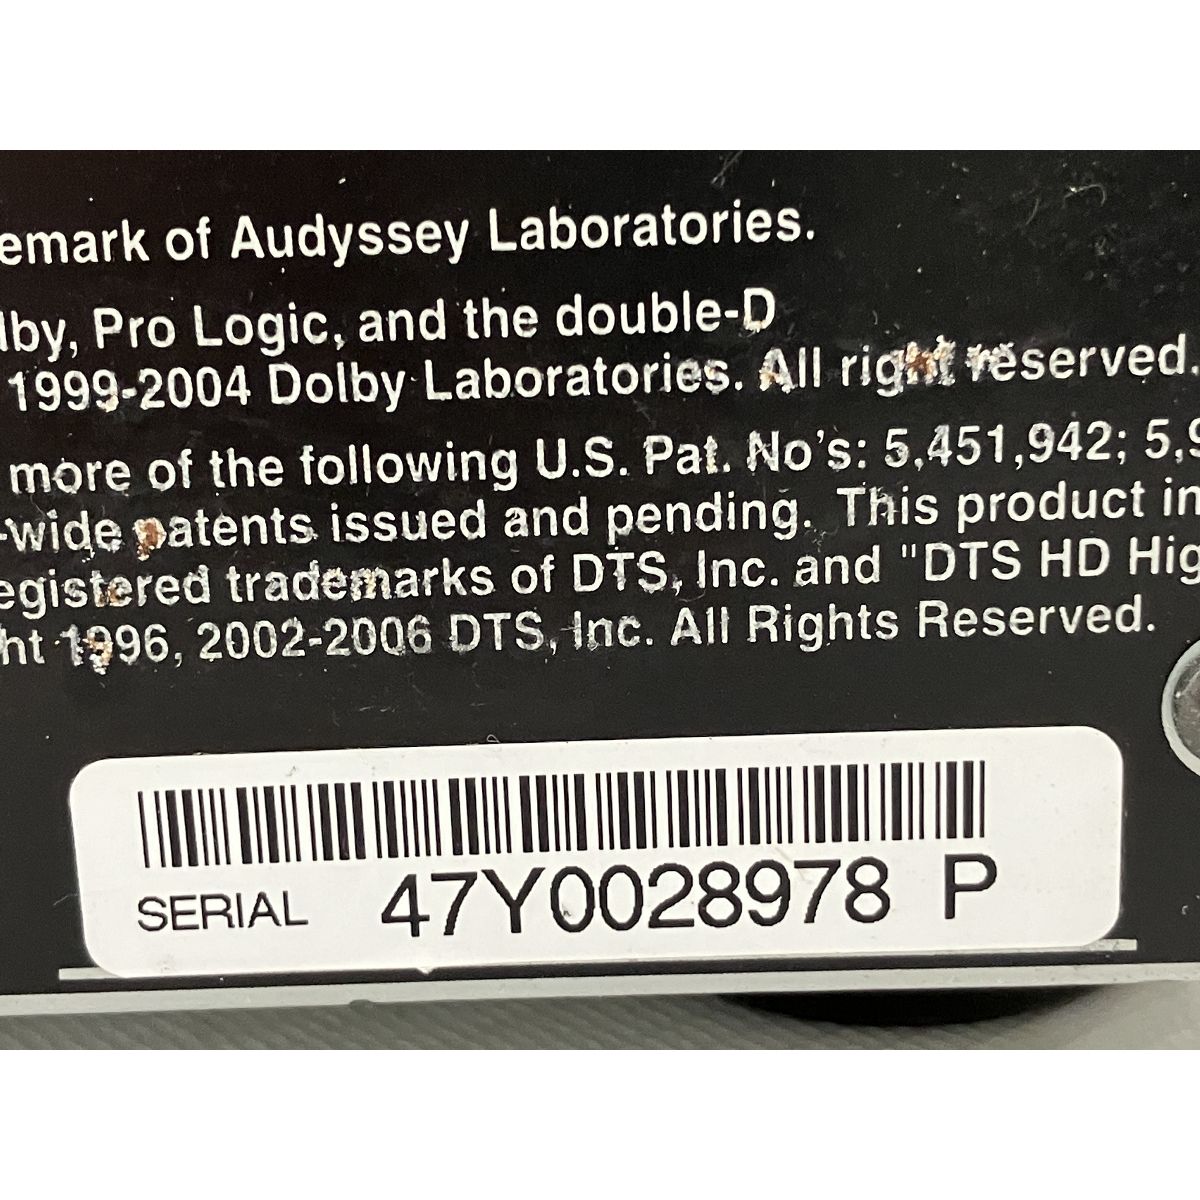 emark of Audyssey Laboratories.
lby, Pro Logic, and the double-D
1999-2004 Dolby Laboratories. All right reserved.
more of the following U.S. Pat. No's: 5,451,942; 5,9
-wide patents issued and pending. This product in
egistered trademarks of DTS, Inc. and "DTS HD Hig
ht 1996, 2002-2006 DTS, Inc. All Rights Reserved.
SERIAL 47Y0028978 P